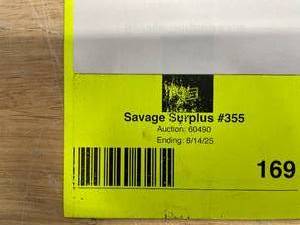 Savage Surplus #355
Auction: 60490
Ending: 8/14/25
169